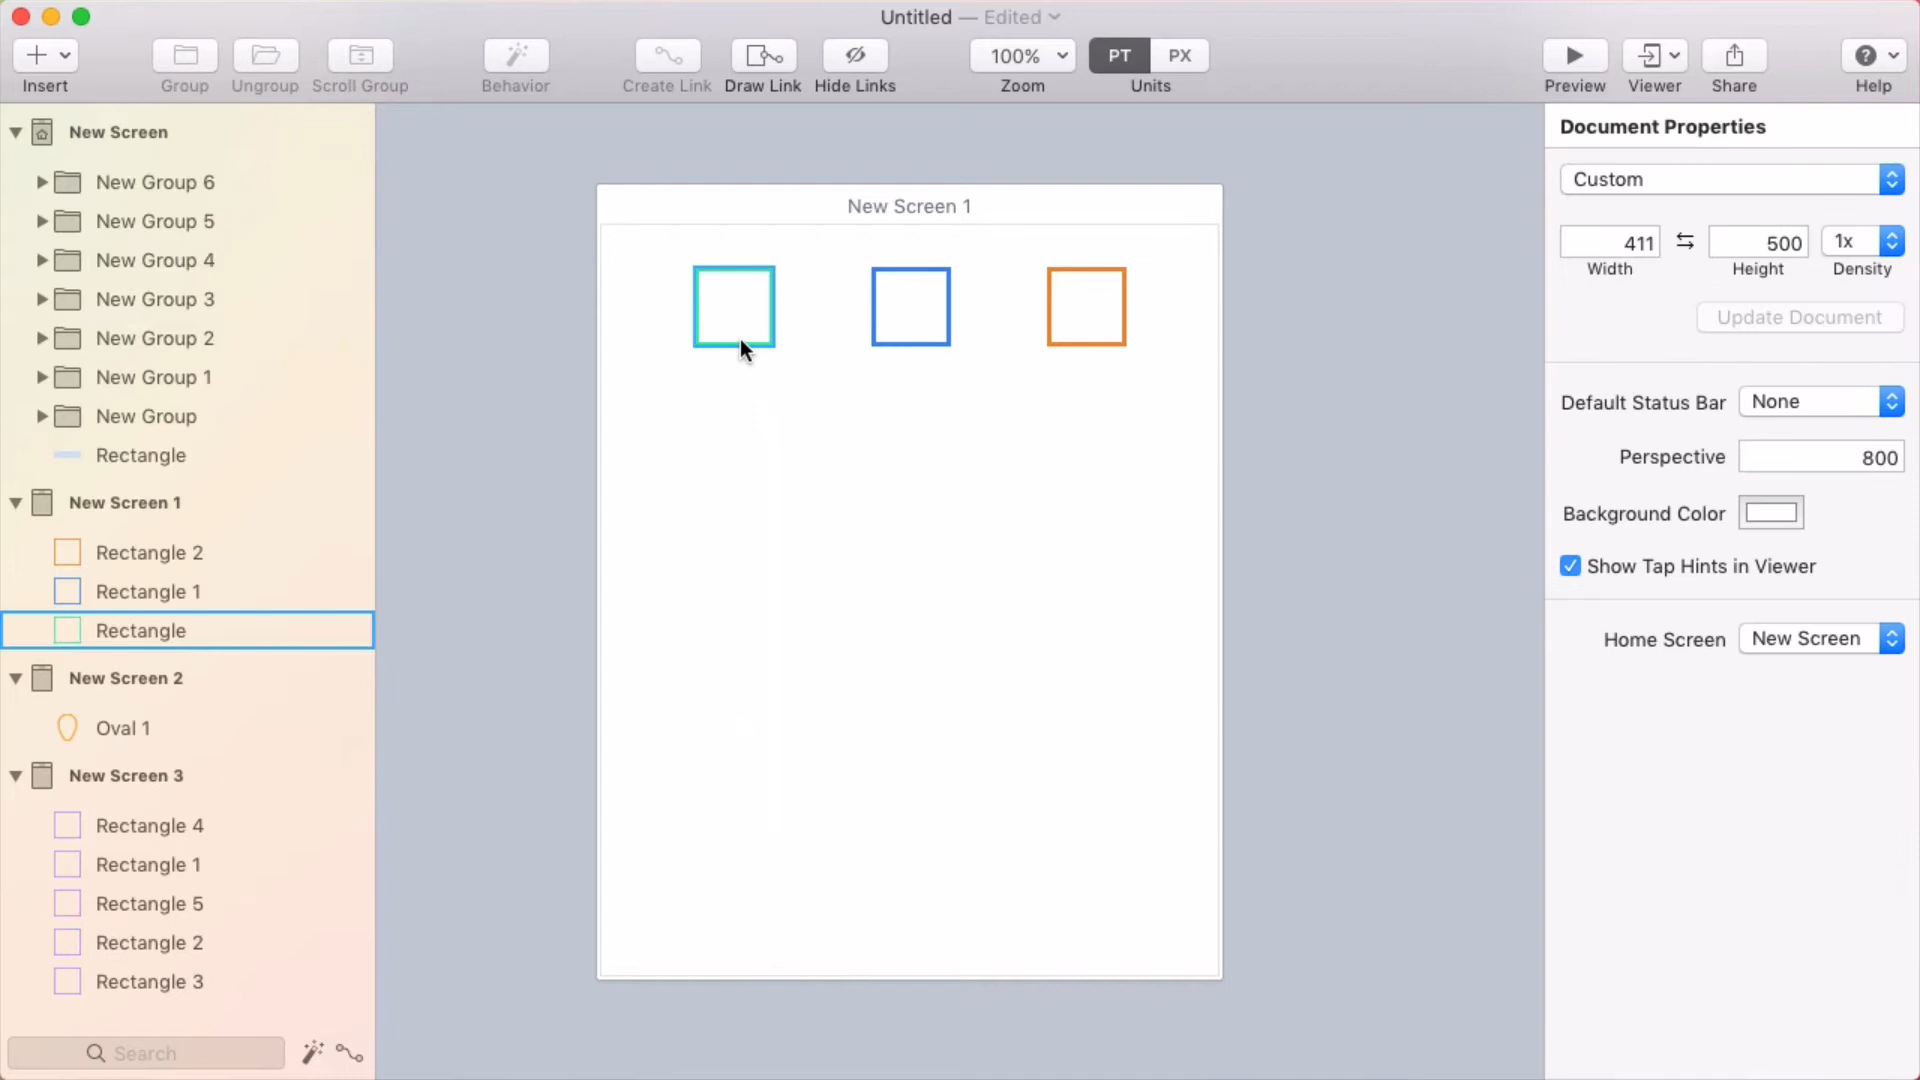 Untitled — Edited
Insert
Group
Ungroup
Scroll Group
Behavior
Create Link
Draw Link
Hide Links
100%
Zoom
PT
PX
Units
Preview
Viewer
Share
Help
New Screen
New Group 6
New Group 5
New Group 4
New Group 3
New Group 2
New Group 1
New Group
Rectangle
New Screen 1
Rectangle 2
Rectangle 1
Rectangle
New Screen 2
Oval 1
New Screen 3
Rectangle 4
Rectangle 1
Rectangle 5
Rectangle 2
Rectangle 3
Search
New Screen 1
Document Properties
Custom
411
500
1x
Width
Height
Density
Update Document
Default Status Bar
None
Perspective
800
Background Color
Show Tap Hints in Viewer
Home Screen
New Screen